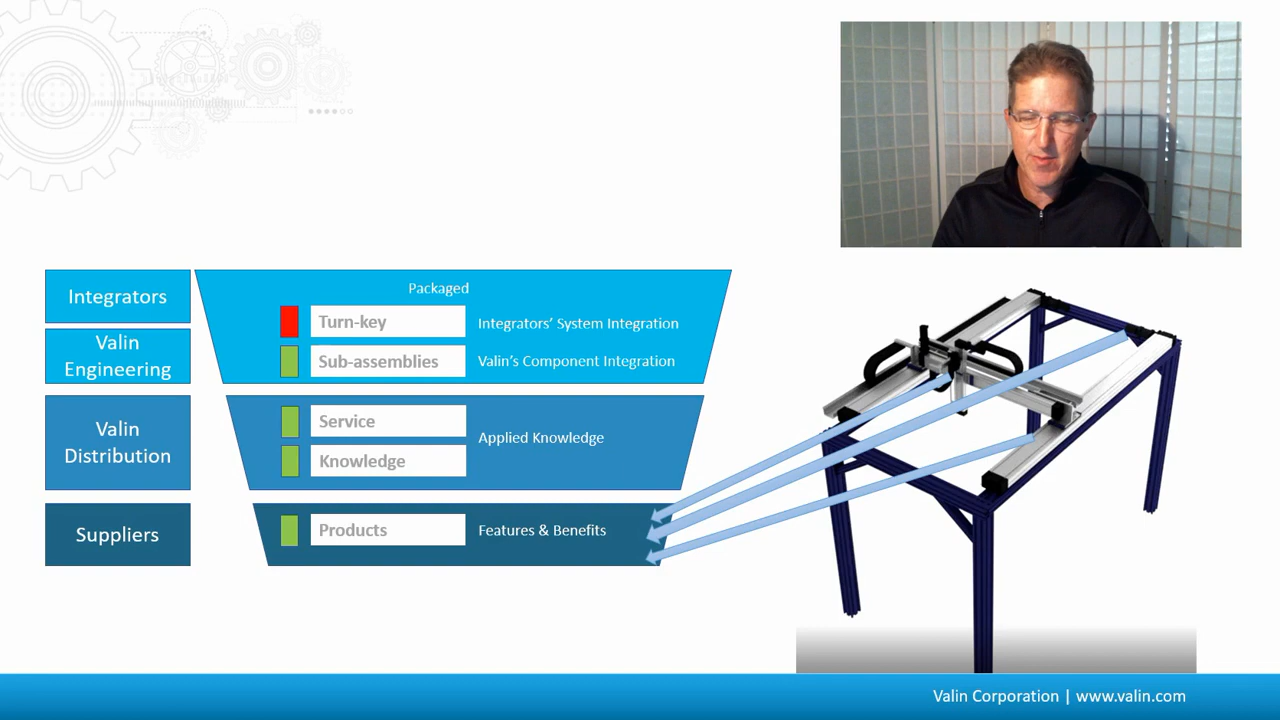 Integrators
Valin
Engineering
Valin
Distribution
Suppliers
Packaged
Turn-key
Integrators' System Integration
Sub-assemblies
Valin's Component Integration
Service
Applied Knowledge
Knowledge
Products
Features & Benefits
Valin Corporation | www.valin.com